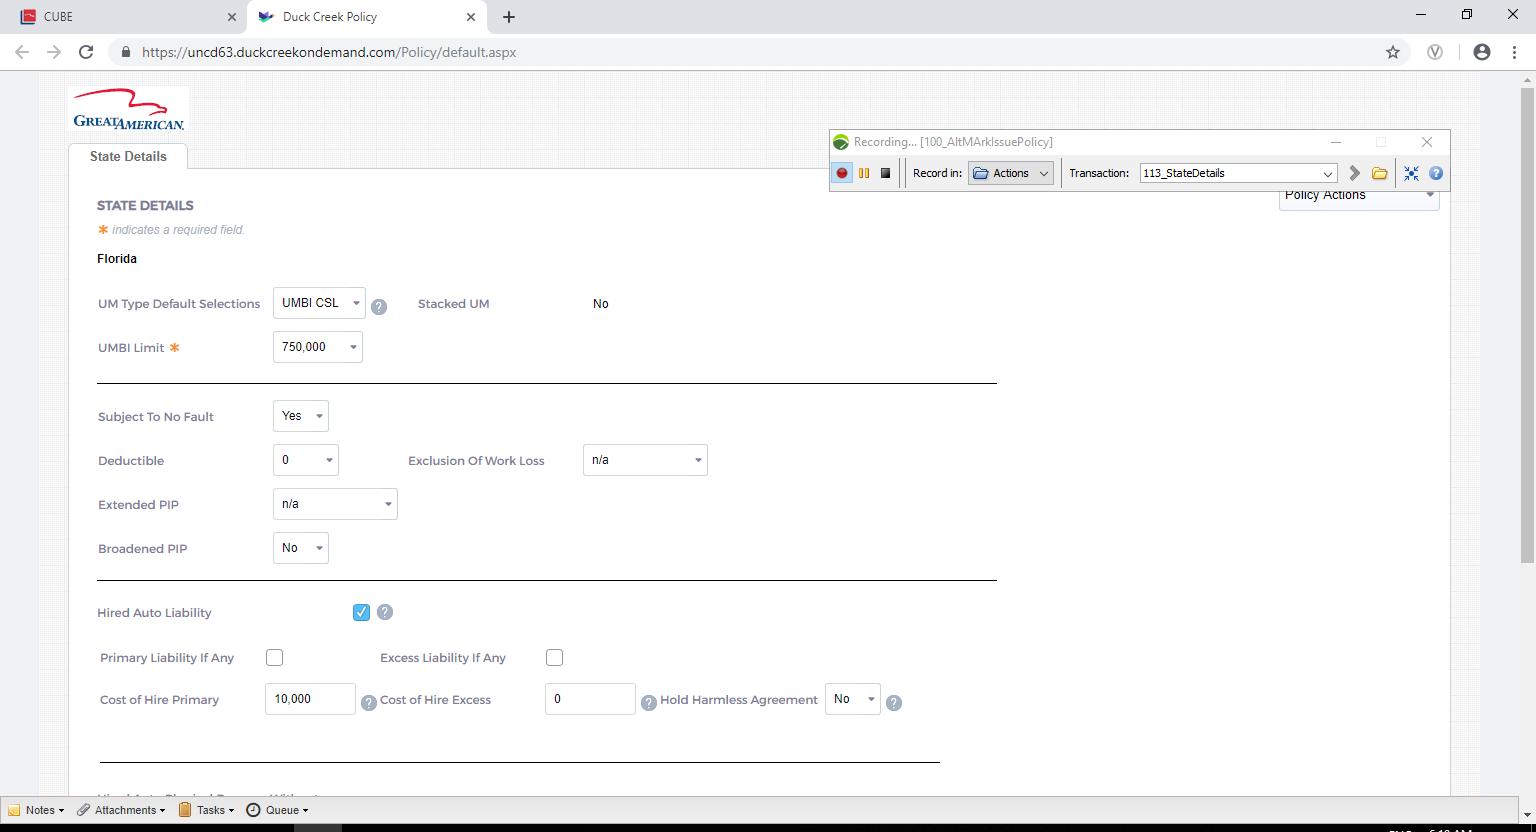 CUBE
Duck Creek Policy
https://uncd63.duckcreekondemand.com/Policy/default.aspx
GREATAMERICAN.
Recording... [100_AltMArkIssuePolicy]
Record in: Actions Transaction: 113_StateDetails
State Details
Policy Actions
STATE DETAILS
* indicates a required field.
Florida
UM Type Default Selections UMBI CSL ? Stacked UM No
UMBI Limit * 750,000
Subject To No Fault Yes
Deductible 0 Exclusion Of Work Loss n/a
Extended PIP n/a
Broadened PIP No
Hired Auto Liability ?
Primary Liability If Any Excess Liability If Any
Cost of Hire Primary 10,000 ? Cost of Hire Excess 0 ? Hold Harmless Agreement No ?
Notes Attachments Tasks Queue